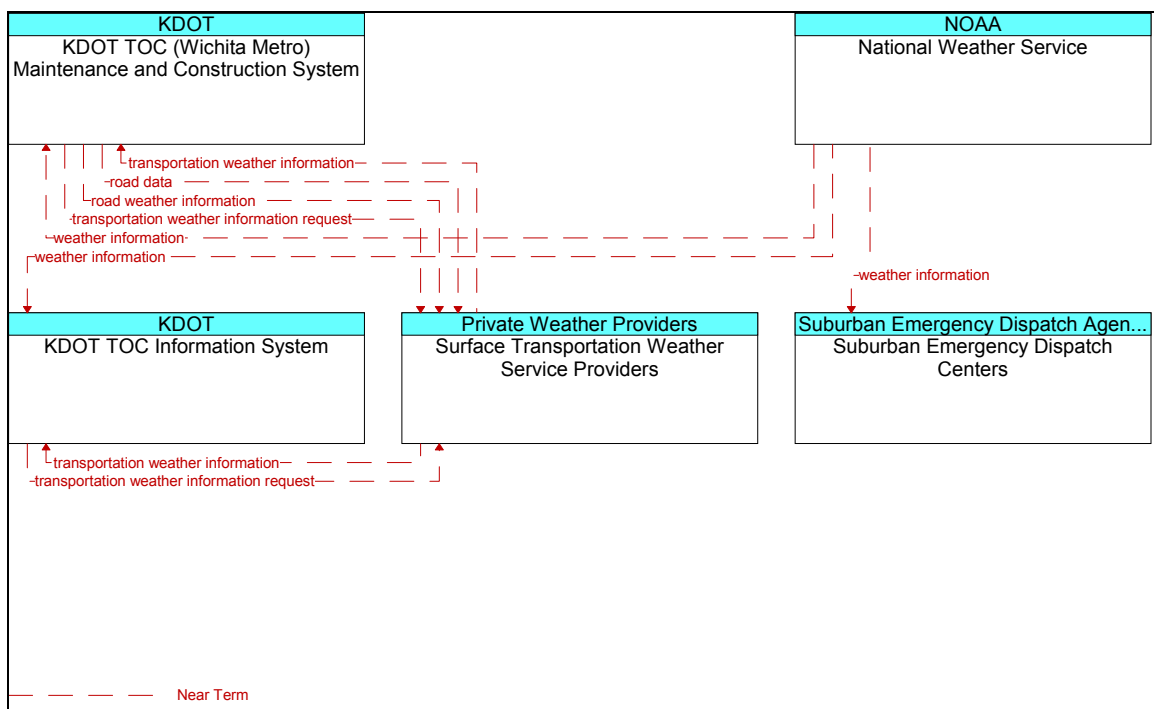 KDOT
KDOT TOC (Wichita Metro)
Maintenance and Construction System
NOAA
National Weather Service
transportation weather information
road data
road weather information
transportation weather information request
weather information
weather information
weather information
KDOT
KDOT TOC Information System
Private Weather Providers
Surface Transportation Weather
Service Providers
Suburban Emergency Dispatch Agen...
Suburban Emergency Dispatch
Centers
transportation weather information
transportation weather information request
Near Term